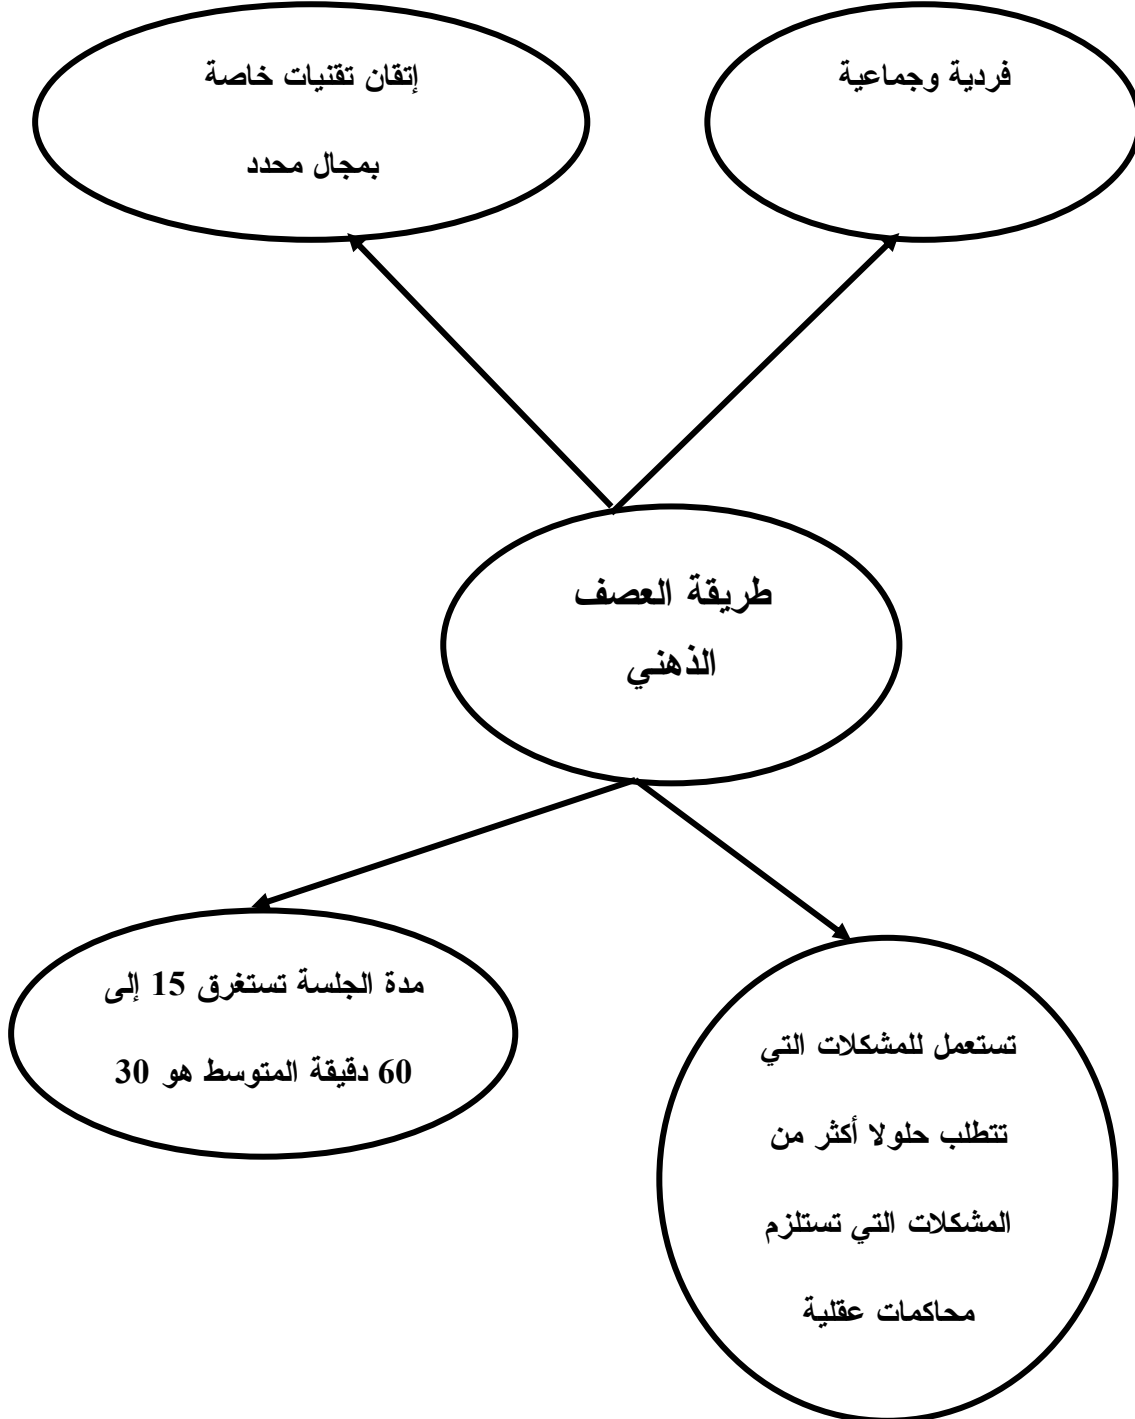 فردية وجماعية
إتقان تقنيات خاصة
بمجال محدد
طريقة العصف
الذهني
مدة الجلسة تستغرق 15 إلى
60 دقيقة المتوسط هو 30
تستعمل للمشكلات التي
تتطلب حلولا أكثر من
المشكلات التي تستلزم
محاكمات عقلية